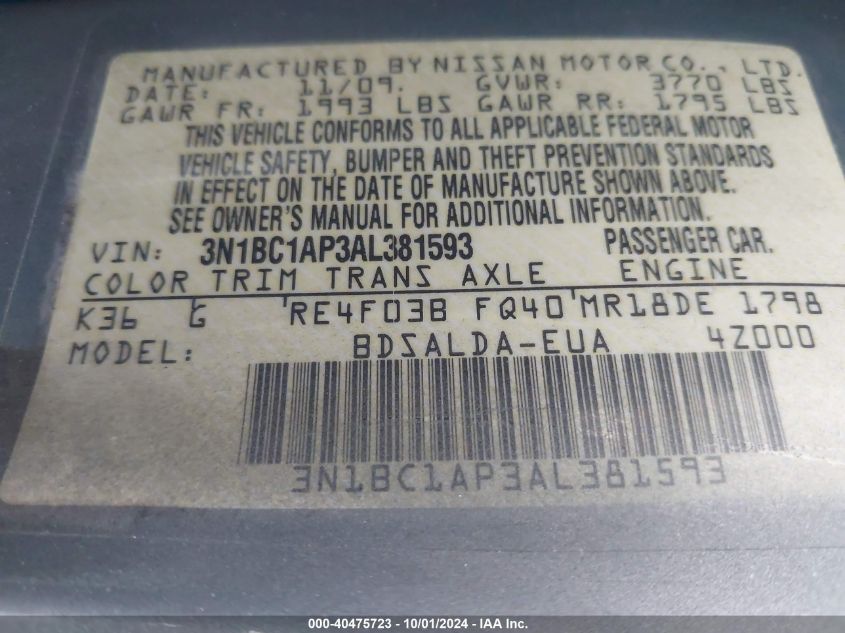 MANUFACTURED BY NISSAN MOTOR CO., LTD.
DATE: 11/09. GVWR: 3770 LBS
GAWR FR: 1993 LBS GAWR RR: 1795 LBS
THIS VEHICLE CONFORMS TO ALL APPLICABLE FEDERAL MOTOR
VEHICLE SAFETY, BUMPER AND THEFT PREVENTION STANDARDS
IN EFFECT ON THE DATE OF MANUFACTURE SHOWN ABOVE.
SEE OWNER'S MANUAL FOR ADDITIONAL INFORMATION.
VIN: 3N1BC1AP3AL381593 PASSENGER CAR.
COLOR TRIM TRANS AXLE ENGINE
K36 G RE4F03B FQ40 MR18DE 1798
MODEL: BDSALDA-EUA 4Z000
3N1BC1AP3AL381593
000-40475723 - 10/01/2024 - IAA Inc.